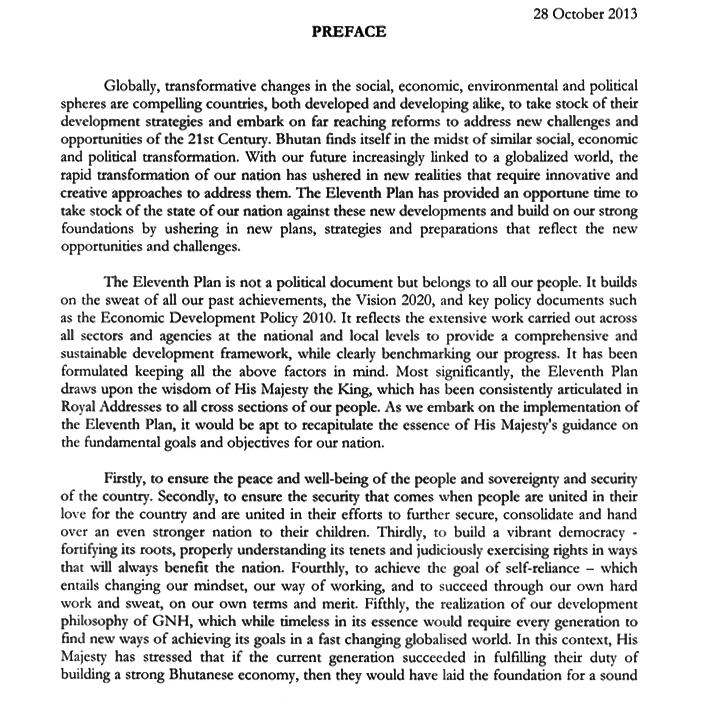 28 October 2013
PREFACE
Globally, transformative changes in the social, economic, environmental and political
spheres are compelling countries, both developed and developing alike, to take stock of their
development strategies and embark on far reaching reforms to address new challenges and
opportunities of the 21st Century. Bhutan finds itself in the midst of similar social, economic
and political transformation. With our future increasingly linked to a globalized world, the
rapid transformation of our nation has ushered in new realities that require innovative and
creative approaches to address them. The Eleventh Plan has provided an opportune time to
take stock of the state of our nation against these new developments and build on our strong
foundations by ushering in new plans, strategies and preparations that reflect the new
opportunities and challenges.
The Eleventh Plan is not a political document but belongs to all our people. It builds
on the sweat of all our past achievements, the Vision 2020, and key policy documents such
as the Economic Development Policy 2010. It reflects the extensive work carried out across
all sectors and agencies at the national and local levels to provide a comprehensive and
sustainable development framework, while clearly benchmarking our progress. It has been
formulated keeping all the above factors in mind. Most significantly, the Eleventh Plan
draws upon the wisdom of His Majesty the King, which has been consistently articulated in
Royal Addresses to all cross sections of our people. As we embark on the implementation of
the Eleventh Plan, it would be apt to recapitulate the essence of His Majesty's guidance on
the fundamental goals and objectives for our nation.
Firstly, to ensure the peace and well-being of the people and sovereignty and security
of the country. Secondly, to ensure the security that comes when people are united in their
love for the country and are united in their efforts to further secure, consolidate and hand
over an even stronger nation to their children. Thirdly, to build a vibrant democracy -
fortifying its roots, properly understanding its tenets and judiciously exercising rights in ways
that will always benefit the nation. Fourthly, to achieve the goal of self-reliance – which
entails changing our mindset, our way of working, and to succeed through our own hard
work and sweat, on our own terms and merit. Fifthly, the realization of our development
philosophy of GNH, which while timeless in its essence would require every generation to
find new ways of achieving its goals in a fast changing globalised world. In this context, His
Majesty has stressed that if the current generation succeeded in fulfilling their duty of
building a strong Bhutanese economy, then they would have laid the foundation for a sound